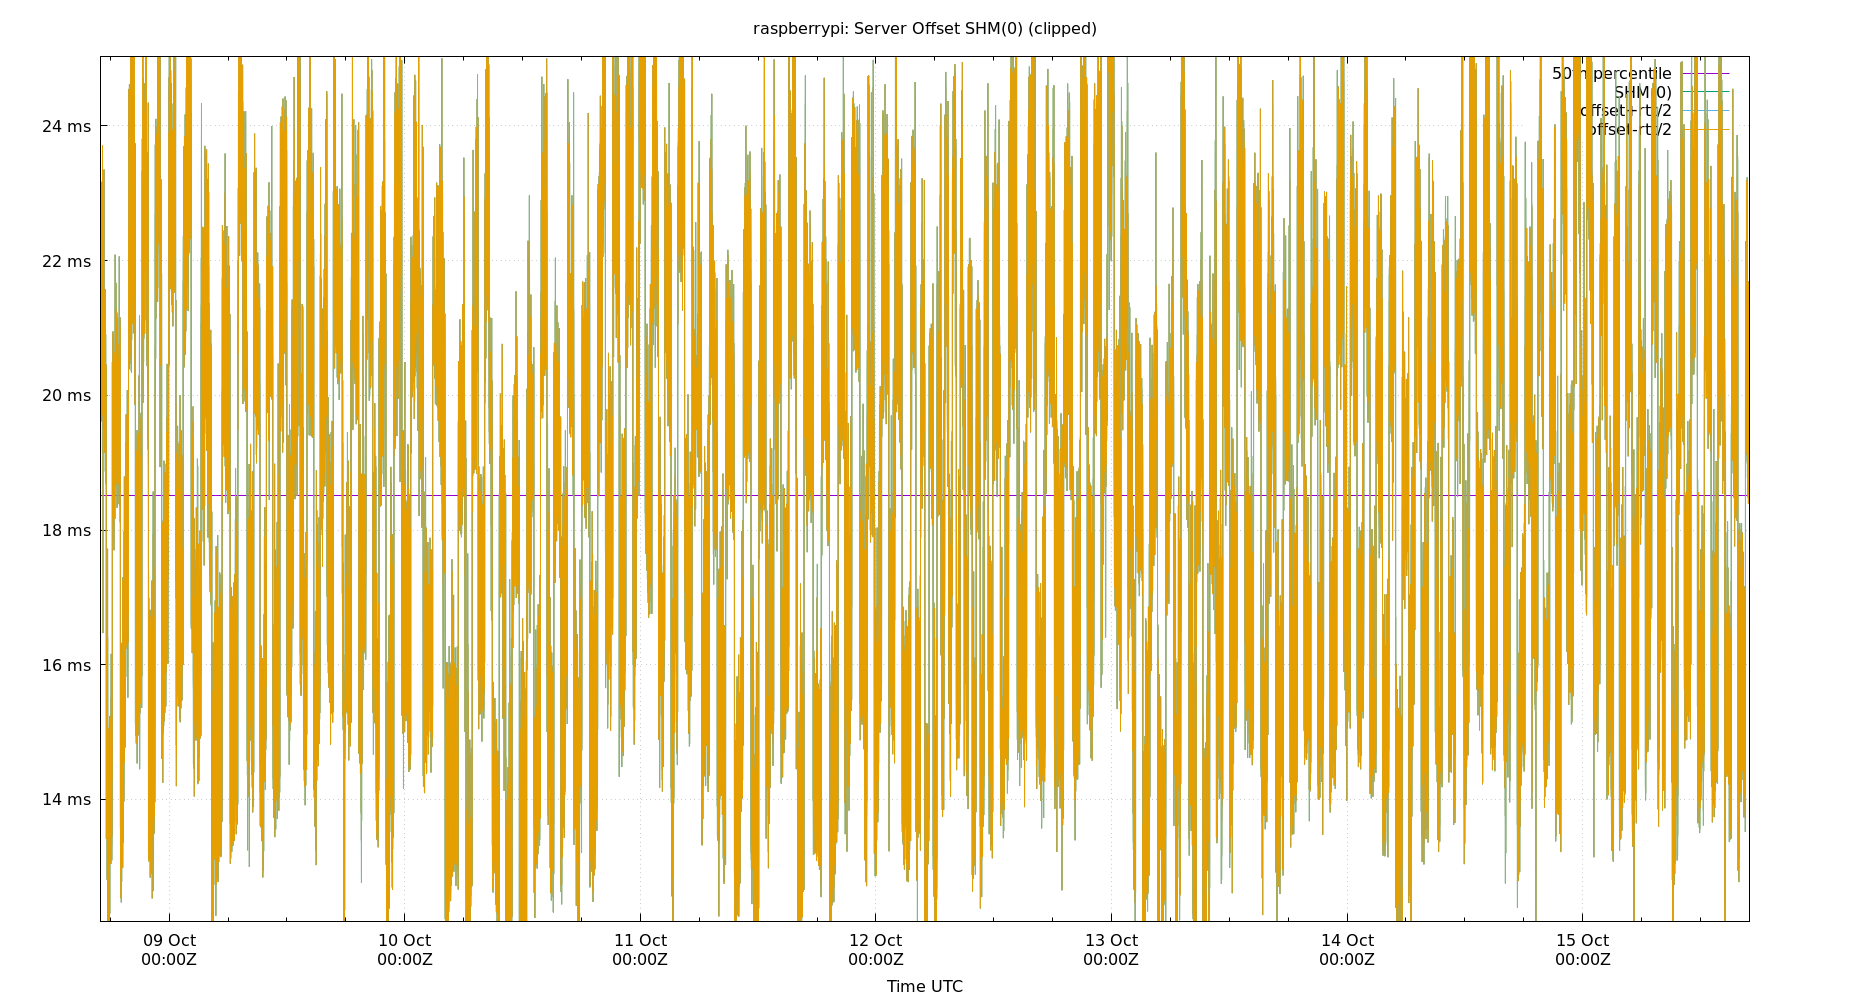 raspberrypi: Server Offset SHM(0) (clipped)
50th percentile
SHM(0)
offset+rtt/2
offset-rtt/2
24 ms
22 ms
20 ms
18 ms
16 ms
14 ms
09 Oct 10 Oct 11 Oct 12 Oct 13 Oct 14 Oct 15 Oct
00:00Z 00:00Z 00:00Z 00:00Z 00:00Z 00:00Z 00:00Z
Time UTC